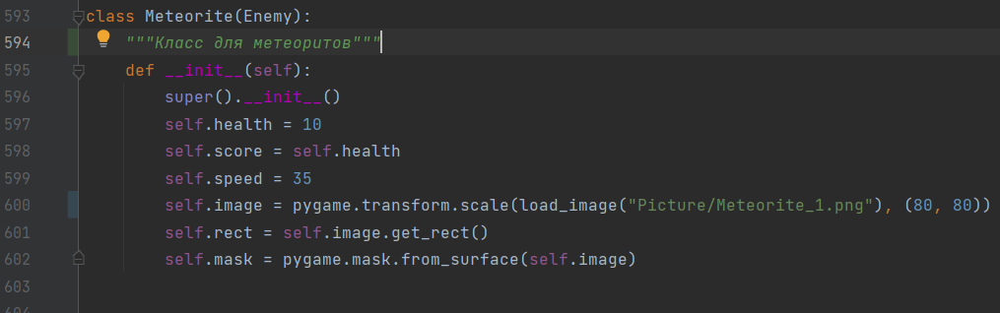 593 class Meteorite(Enemy):
594 """Класс для метеоритов"""
595 def __init__(self):
596 super().__init__()
597 self.health = 10
598 self.score = self.health
599 self.speed = 35
600 self.image = pygame.transform.scale(load_image("Picture/Meteorite_1.png"), (80, 80))
601 self.rect = self.image.get_rect()
602 self.mask = pygame.mask.from_surface(self.image)
603